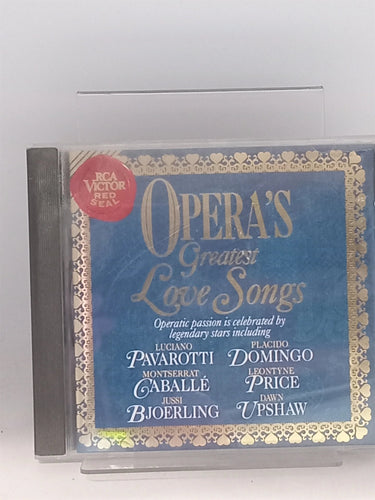 RCA
VICTOR
RED
SEAL
OPERA'S
Greatest
Love Songs
Operatic passion is celebrated by
legendary stars including
LUCIANO
PAVAROTTI
PLACIDO
DOMINGO
MONTSERRAT
CABALLÉ
LEONTYNE
PRICE
JUSSI
BJOERLING
DAWN
UPSHAW